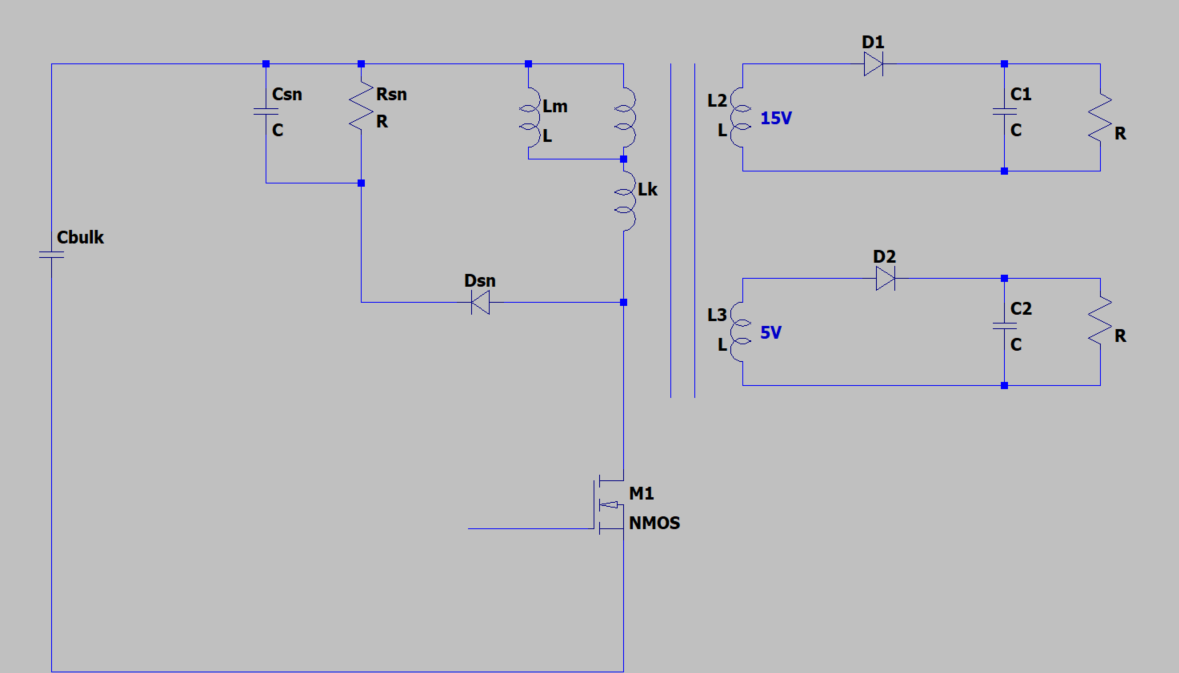 D1
Csn
C
Rsn
R
Lm
L
L2
L
15V
C1
C
R
Lk
Cbulk
Dsn
D2
L3
L
5V
C2
C
R
M1
NMOS